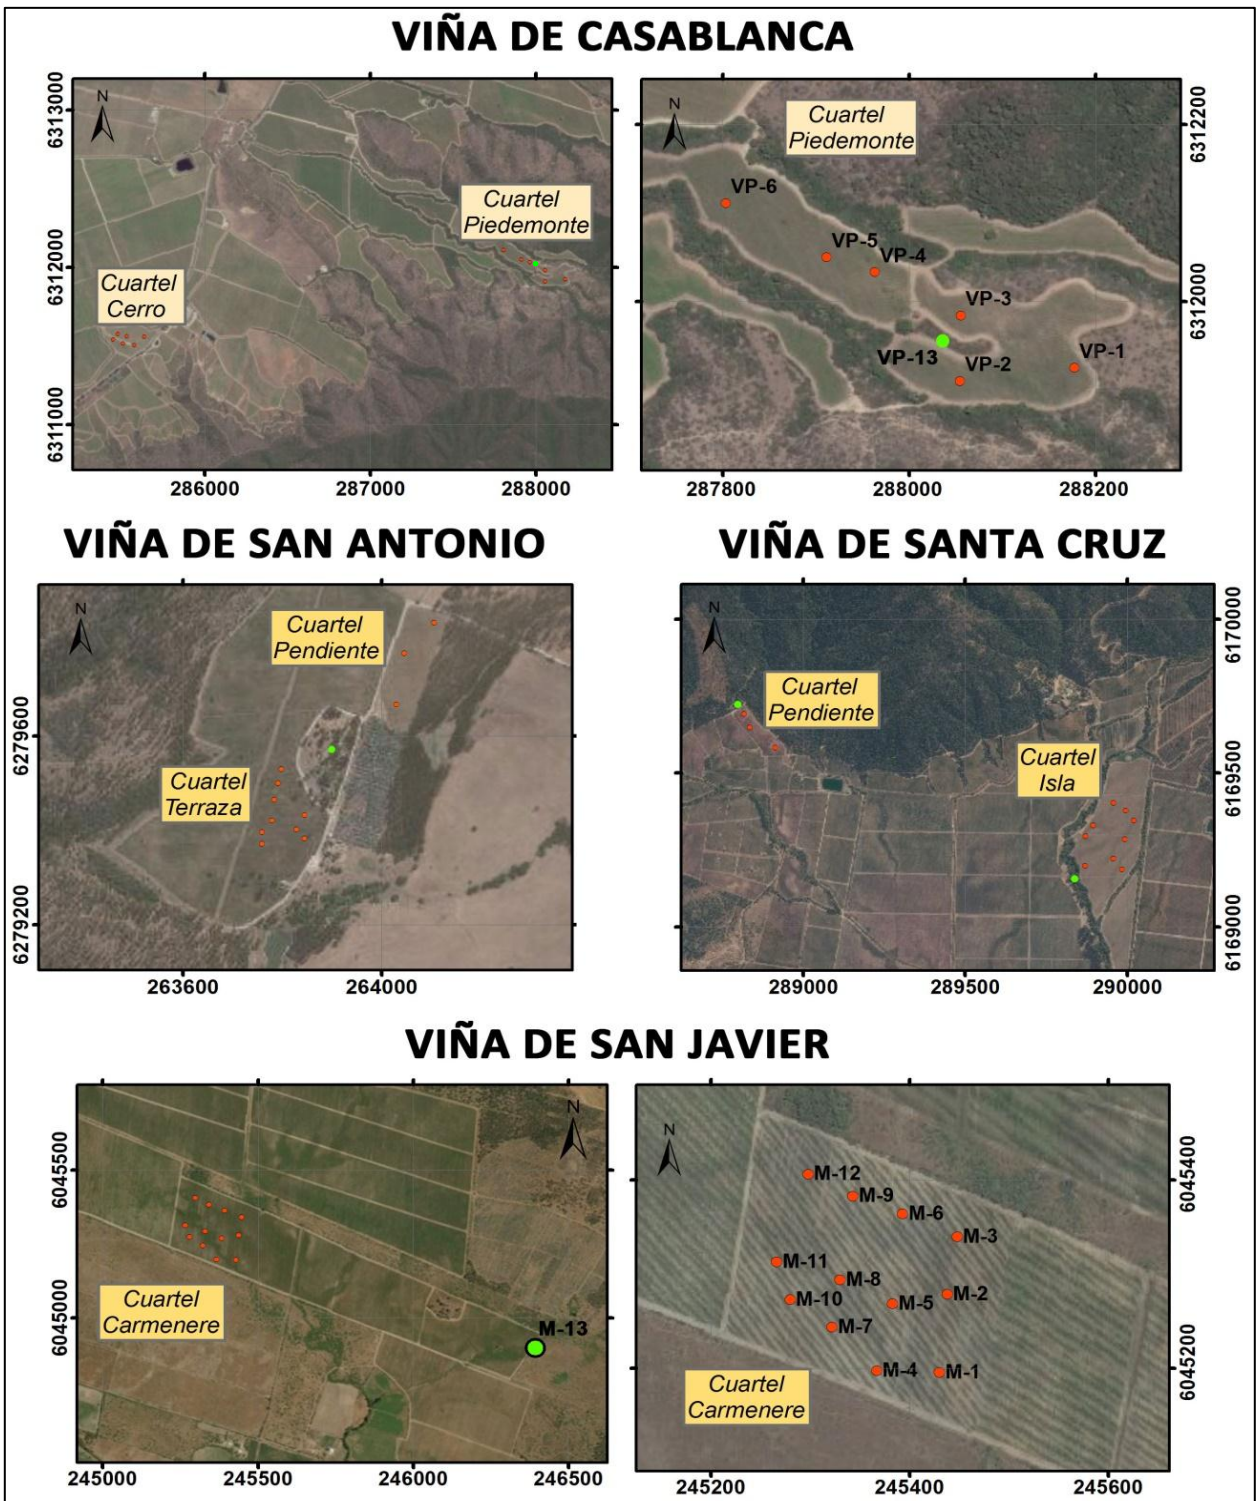 VIÑA DE CASABLANCA
N
6313000
6312000
6311000
Cuartel
Piedemonte
Cuartel
Cerro
286000
287000
288000
N
Cuartel
Piedemonte
6312200
6312000
VP-6
VP-5
VP-4
VP-3
VP-13
VP-2
VP-1
287800
288000
288200
VIÑA DE SAN ANTONIO
N
Cuartel
Pendiente
6279600
Cuartel
Terraza
6279200
263600
264000
VIÑA DE SANTA CRUZ
N
6170000
Cuartel
Pendiente
Cuartel
Isla
6169500
6169000
289000
289500
290000
VIÑA DE SAN JAVIER
N
6045500
6045000
Cuartel
Carmenere
M-13
245000
245500
246000
246500
N
M-12
M-9
M-6
M-3
M-11
M-8
M-2
M-10
M-5
M-7
M-4
M-1
Cuartel
Carmenere
6045400
6045200
245200
245400
245600